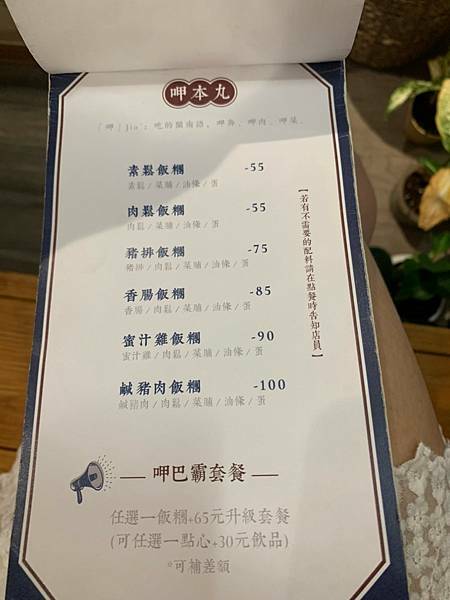 呷本丸
「呷｜Jia」：吃的閩南語。呷魚、呷肉、呷菜。
素鬆飯糰 -55
素鬆/菜脯/油條/蛋
肉鬆飯糰 -55
肉鬆/菜脯/油條/蛋
豬排飯糰 -75
豬排/肉鬆/菜脯/油條/蛋
香腸飯糰 -85
香腸/肉鬆/菜脯/油條/蛋
蜜汁雞飯糰 -90
蜜汁雞/肉鬆/菜脯/油條/蛋
鹹豬肉飯糰 -100
鹹豬肉/肉鬆/菜脯/油條/蛋
【若有不需要的配料請在點餐時告知店員】
呷巴霸套餐
任選一飯糰+65元升級套餐
(可任選一點心+30元飲品)
*可補差額